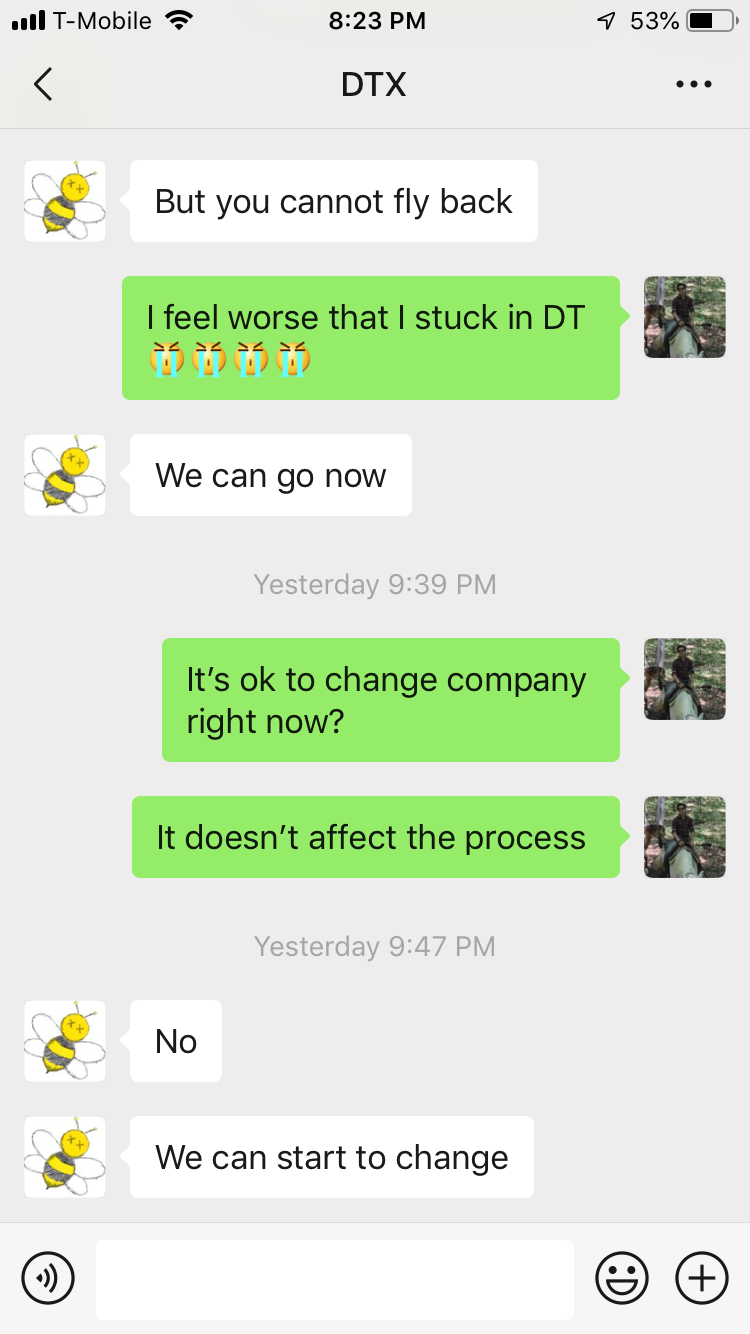 T-Mobile 8:23 PM 53%
DTX
But you cannot fly back
I feel worse that I stuck in DT
😭😭😭😭
We can go now
Yesterday 9:39 PM
It’s ok to change company
right now?
It doesn’t affect the process
Yesterday 9:47 PM
No
We can start to change